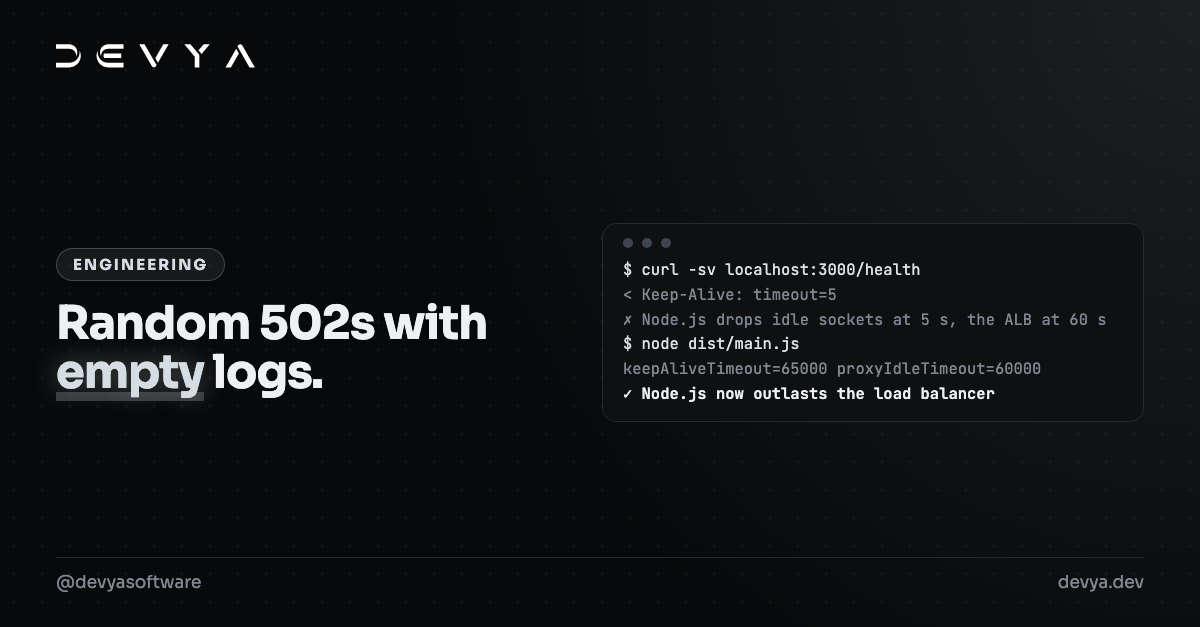 DEVYA
ENGINEERING
Random 502s with
empty logs.
$ curl -sv localhost:3000/health
< Keep-Alive: timeout=5
✗ Node.js drops idle sockets at 5 s, the ALB at 60 s
$ node dist/main.js
keepAliveTimeout=65000 proxyIdleTimeout=60000
✓ Node.js now outlasts the load balancer
@devyasoftware
devya.dev